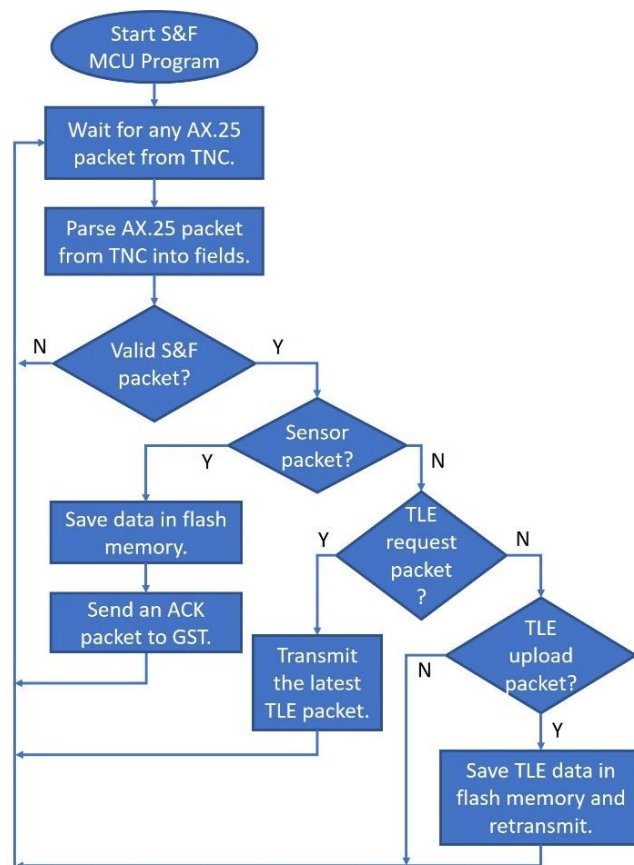 Start S&F
MCU Program
Wait for any AX.25
packet from TNC.
Parse AX.25 packet
from TNC into fields.
N
Valid S&F
packet?
Y
Sensor
packet?
Y
N
Save data in flash
memory.
Send an ACK
packet to GST.
Y
TLE
request
packet
?
N
Transmit
the latest
TLE packet.
N
TLE
upload
packet?
Y
Save TLE data in
flash memory and
retransmit.